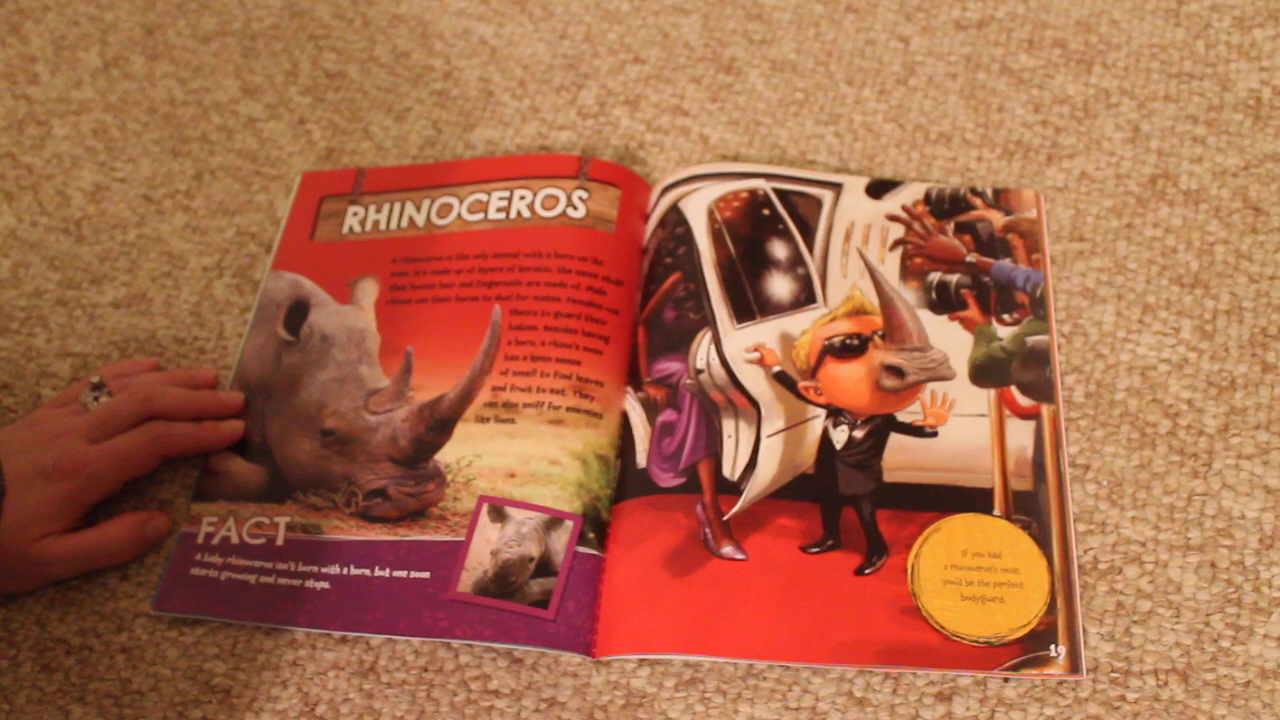 RHINOCEROS
A rhinoceros is the only animal with a horn on its
nose. It's made up of layers of keratin, the same stuff
that human hair and fingernails are made of. Male
rhinos use their horns to duel for mates. Females use
theirs to guard their
babies. Besides having
a horn, a rhino's nose
has a keen sense
of smell to find leaves
and fruit to eat. They
can also sniff for enemies
like lions.
FACT
A baby rhinoceros isn't born with a horn, but one soon
starts growing and never stops.
If you had
a rhinoceros's nose,
you'd be the perfect
bodyguard.
19